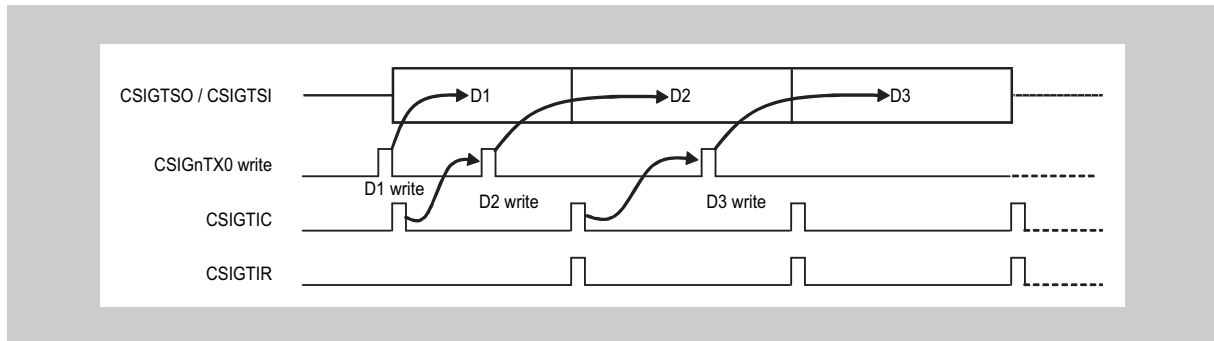 CSIGTSO / CSIGTSI
D1
D2
D3
CSIGnTX0 write
D1 write
D2 write
D3 write
CSIGTIC
CSIGTIR